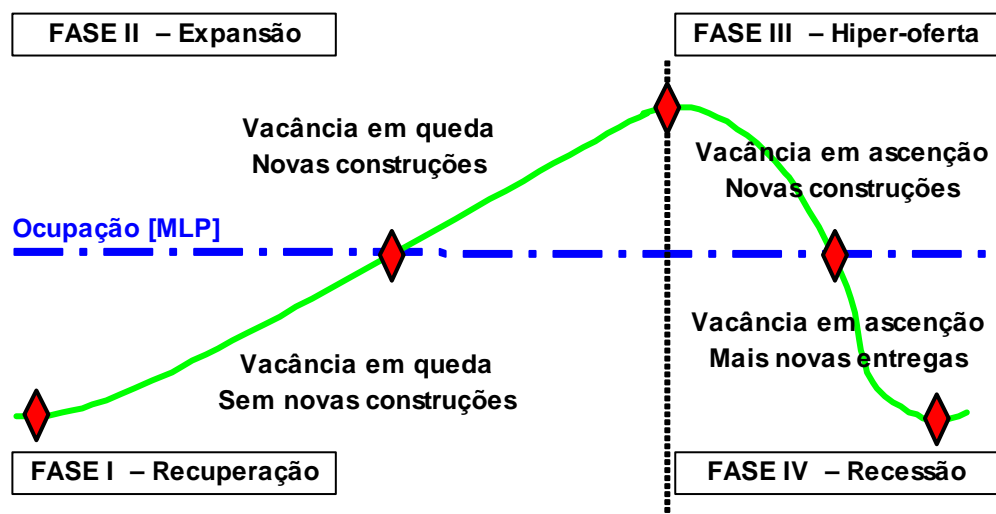 FASE II – Expansão
FASE III – Hiper-oferta
Vacância em queda
Novas construções
Vacância em ascenção
Novas construções
Ocupação [MLP]
Vacância em queda
Sem novas construções
Vacância em ascenção
Mais novas entregas
FASE I – Recuperação
FASE IV – Recessão